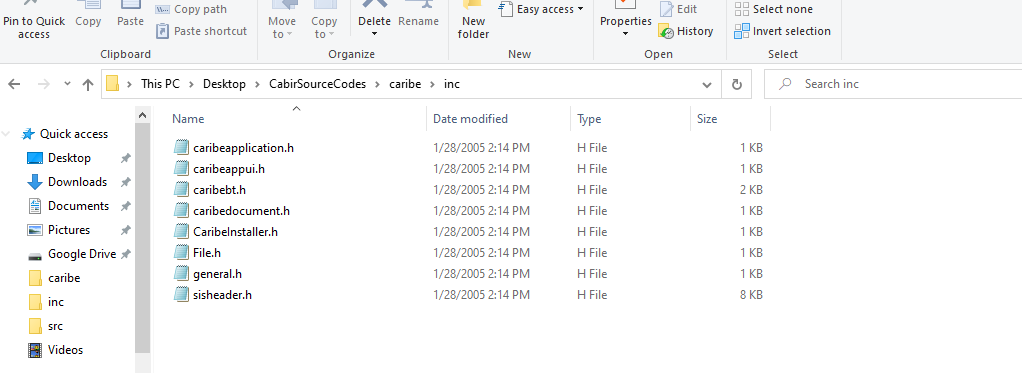 Copy path
Pin to Quick access
Copy
Paste
Paste shortcut
Clipboard
Move to
Copy to
Delete
Rename
Organize
New folder
Easy access
New
Properties
Edit
History
Open
Select none
Invert selection
Select
This PC > Desktop > CabirSourceCodes > caribe > inc
Search inc
Name Date modified Type Size
Quick access
Desktop
Downloads
Documents
Pictures
Google Drive
caribe
inc
src
Videos
caribeapplication.h 1/28/2005 2:14 PM H File 1 KB
caribeappui.h 1/28/2005 2:14 PM H File 1 KB
caribebt.h 1/28/2005 2:14 PM H File 2 KB
caribedocument.h 1/28/2005 2:14 PM H File 1 KB
CaribeInstaller.h 1/28/2005 2:14 PM H File 1 KB
File.h 1/28/2005 2:14 PM H File 1 KB
general.h 1/28/2005 2:14 PM H File 1 KB
sisheader.h 1/28/2005 2:14 PM H File 8 KB